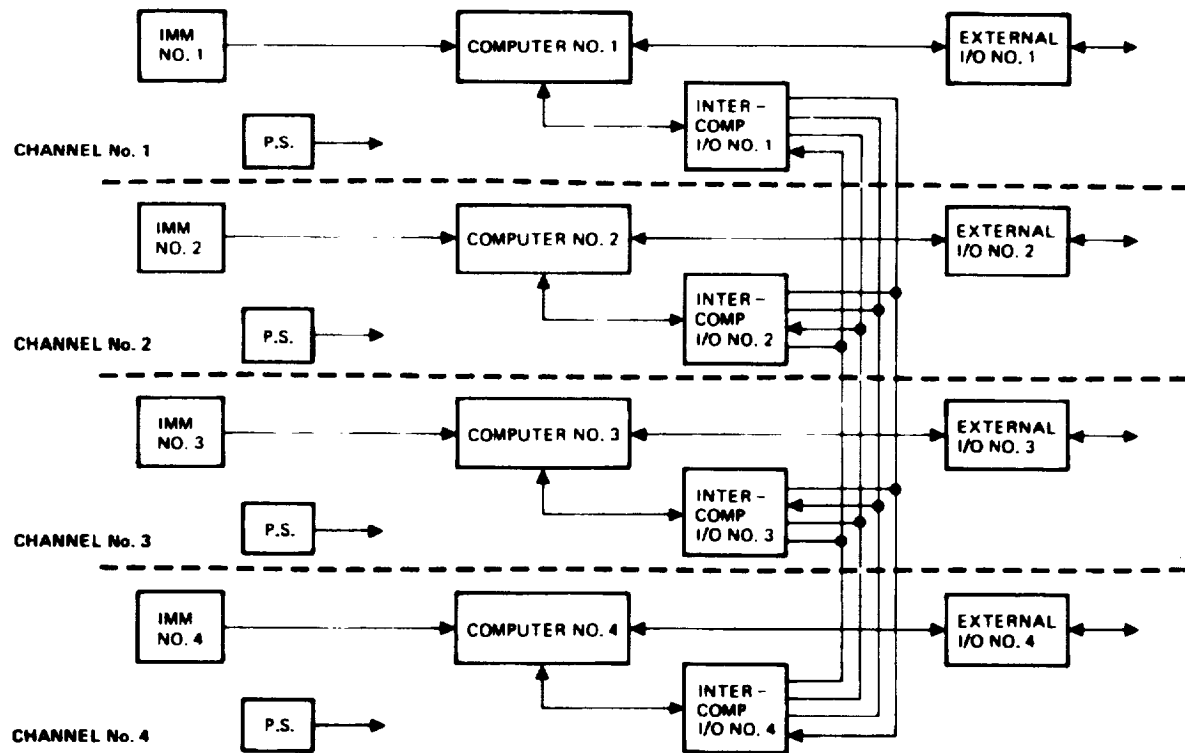 IMM
NO. 1
COMPUTER NO. 1
EXTERNAL
I/O NO. 1
INTER –
COMP
I/O NO. 1
P.S.
CHANNEL No. 1
IMM
NO. 2
COMPUTER NO. 2
EXTERNAL
I/O NO. 2
INTER –
COMP
I/O NO. 2
P.S.
CHANNEL No. 2
IMM
NO. 3
COMPUTER NO. 3
EXTERNAL
I/O NO. 3
INTER –
COMP
I/O NO. 3
P.S.
CHANNEL No. 3
IMM
NO. 4
COMPUTER NO. 4
EXTERNAL
I/O NO. 4
INTER –
COMP
I/O NO. 4
P.S.
CHANNEL No. 4